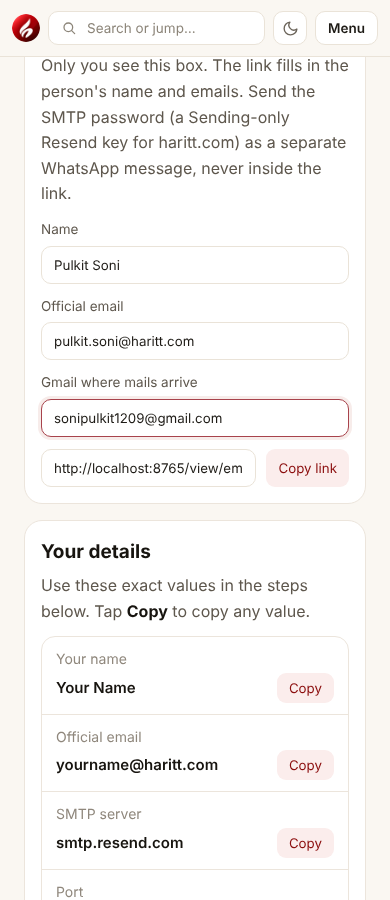 Search or jump...
Menu
Only you see this box. The link fills in the
person's name and emails. Send the
SMTP password (a Sending-only
Resend key for haritt.com) as a separate
WhatsApp message, never inside the
link.
Name
Pulkit Soni
Official email
pulkit.soni@haritt.com
Gmail where mails arrive
sonipulkit1209@gmail.com
http://localhost:8765/view/em
Copy link
Your details
Use these exact values in the steps
below. Tap Copy to copy any value.
Your name
Your Name
Copy
Official email
yourname@haritt.com
Copy
SMTP server
smtp.resend.com
Copy
Port